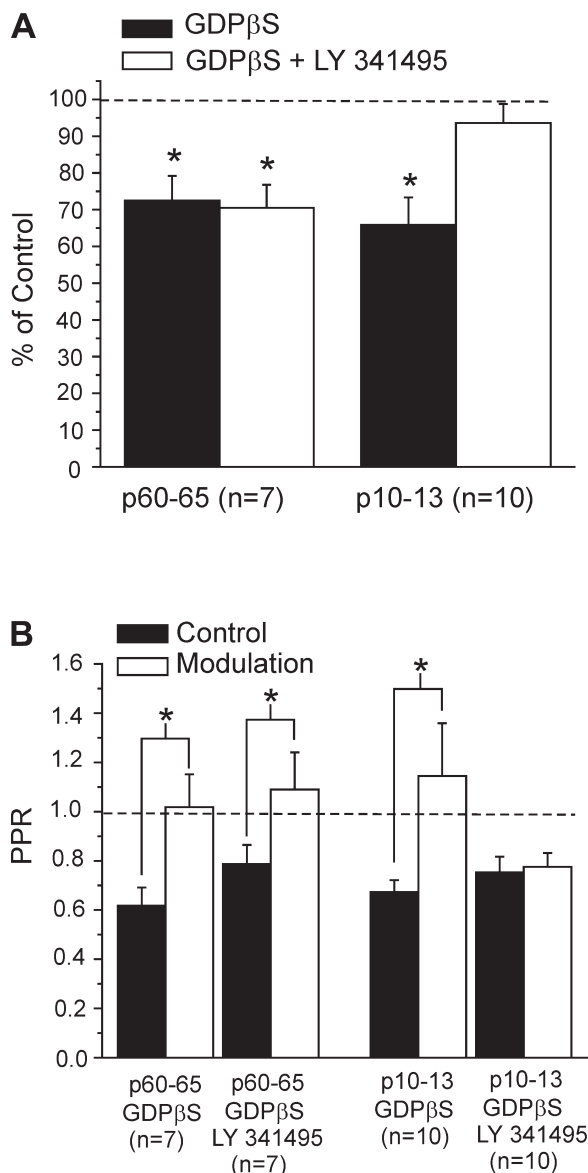 A
GDPβS
GDPβS + LY 341495
100
90
80
70
60
50
40
30
20
10
0
% of Control
*
*
*
p60-65 (n=7)
p10-13 (n=10)
B
Control
Modulation
1.6
1.4
1.2
1.0
0.8
0.6
0.4
0.2
0.0
PPR
*
*
*
p60-65
GDPβS
(n=7)
p60-65
GDPβS
LY 341495
(n=7)
p10-13
GDPβS
(n=10)
p10-13
GDPβS
LY 341495
(n=10)